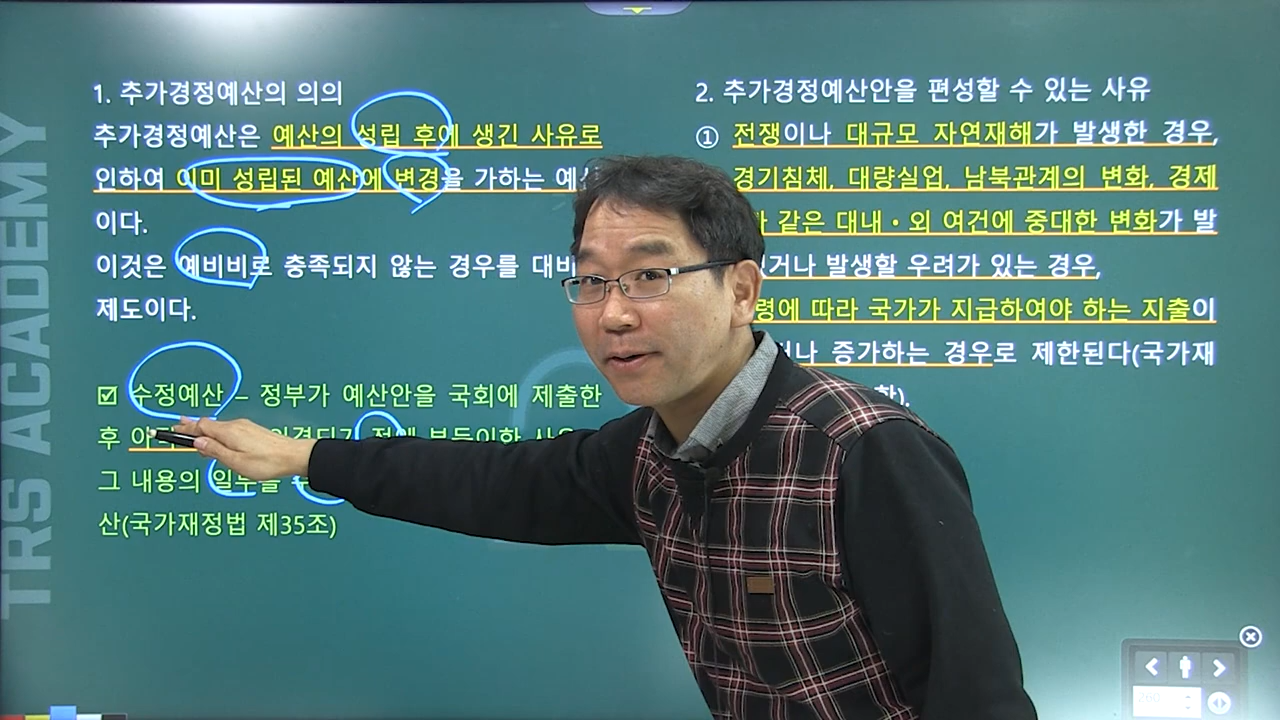 TRS ACADEMY
1. 추가경정예산의 의의
추가경정예산은 예산의 성립 후에 생긴 사유로
인하여 이미 성립된 예산에 변경을 가하는
이다.
이것은 예비비로 충족되지 않는 경우를
제도이다.
☑ 수정예산 – 정부가 예산안을 국회에 제출한
후
그 내용의 일부를
산(국가재정법 제35조)
2. 추가경정예산안을 편성할 수 있는 사유
① 전쟁이나 대규모 자연재해가 발생한 경우,
경기침체, 대량실업, 남북관계의 변화, 경제
같은 대내·외 여건에 중대한 변화가 발
발생할 우려가 있는 경우,
따라 국가가 지급하여야 하는 지출이
증가하는 경우로 제한된다(국가재